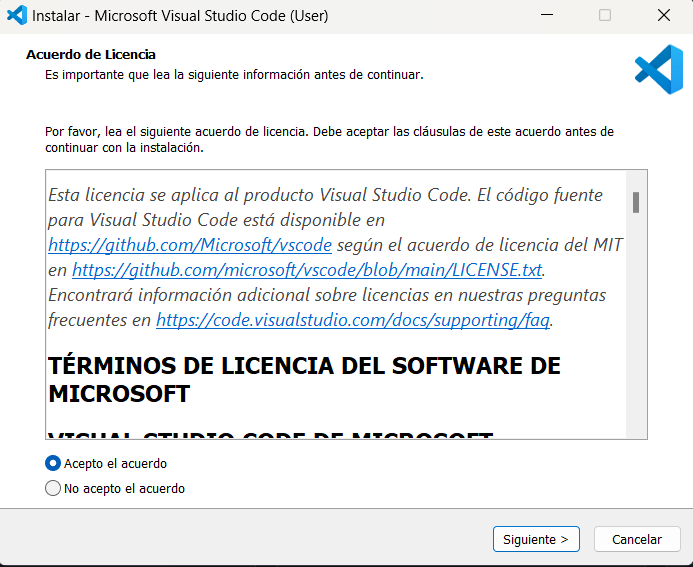 Instalar - Microsoft Visual Studio Code (User)
Acuerdo de Licencia
Es importante que lea la siguiente información antes de continuar.
Por favor, lea el siguiente acuerdo de licencia. Debe aceptar las cláusulas de este acuerdo antes de
continuar con la instalación.
Esta licencia se aplica al producto Visual Studio Code. El código fuente
para Visual Studio Code está disponible en
https://github.com/Microsoft/vscode según el acuerdo de licencia del MIT
en https://github.com/microsoft/vscode/blob/main/LICENSE.txt.
Encontrará información adicional sobre licencias en nuestras preguntas
frecuentes en https://code.visualstudio.com/docs/supporting/faq.
TÉRMINOS DE LICENCIA DEL SOFTWARE DE
MICROSOFT
VISUAL STUDIO CODE DE MICROSOFT
Acepto el acuerdo
No acepto el acuerdo
Siguiente >
Cancelar